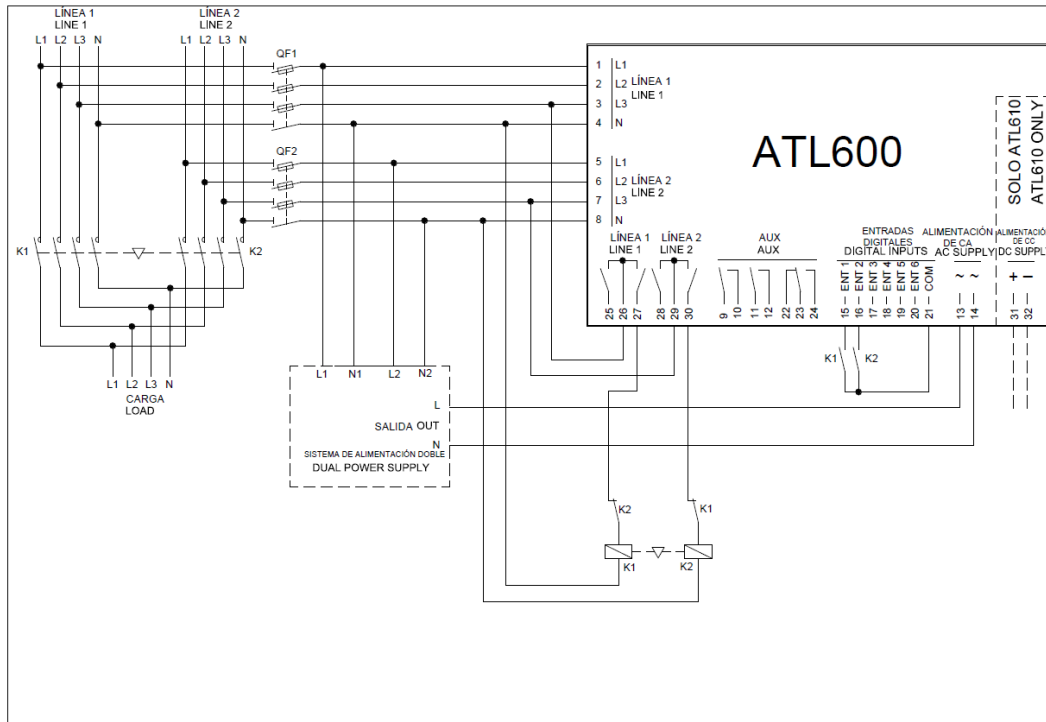 LÍNEA 1
LINE 1
LÍNEA 2
LINE 2
L1 L2 L3 N
L1 L2 L3 N
QF1
QF2
K1
K2
L1 L2 L3 N
CARGA
LOAD
1 L1
2 L2
3 L3
4 N
LÍNEA 1
LINE 1
5 L1
6 L2
7 L3
8 N
LÍNEA 2
LINE 2
ATL600
SOLO ATL610
ATL610 ONLY
LÍNEA 1
LINE 1
LÍNEA 2
LINE 2
AUX
AUX
ENTRADAS
DIGITALES
DIGITAL INPUTS
ALIMENTACIÓN
DE CA
AC SUPPLY
ALIMENTACIÓN
DE CC
DC SUPPLY
ENT 1
ENT 2
ENT 3
ENT 4
ENT 5
ENT 6
COM
~ ~
+ −
25 26 27 28 29 30 9 10 11 12 22 23 24 15 16 17 18 19 20 21 13 14 31 32
K1
K2
L1 N1 L2 N2
L
SALIDA OUT
N
SISTEMA DE ALIMENTACIÓN DOBLE
DUAL POWER SUPPLY
K2
K1
K1
K2